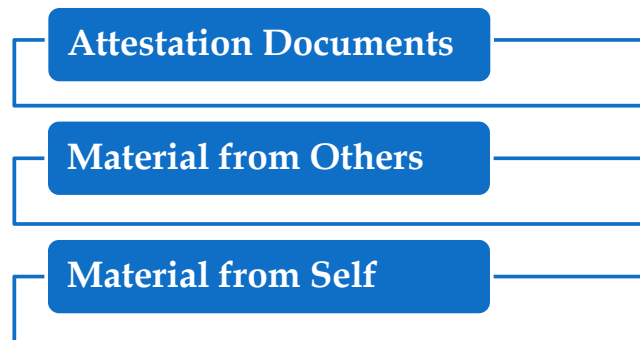 Attestation Documents
Material from Others
Material from Self